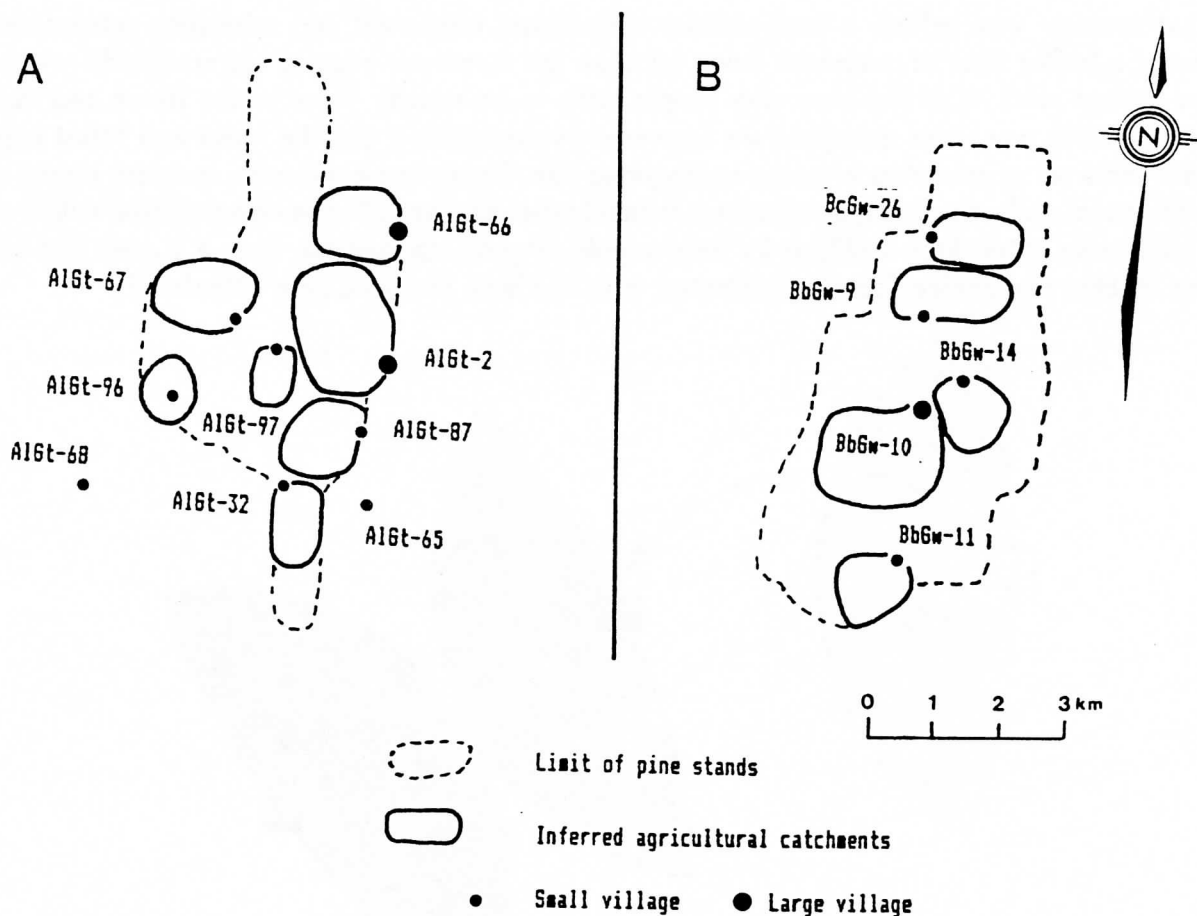 A
B
N
AlGt-66
BcGw-26
AlGt-67
BbGw-9
BbGw-14
AlGt-2
AlGt-96
AlGt-97
AlGt-87
BbGw-10
AlGt-68
AlGt-32
AlGt-65
BbGw-11
0 1 2 3 km
Limit of pine stands
Inferred agricultural catchments
Small village
Large village